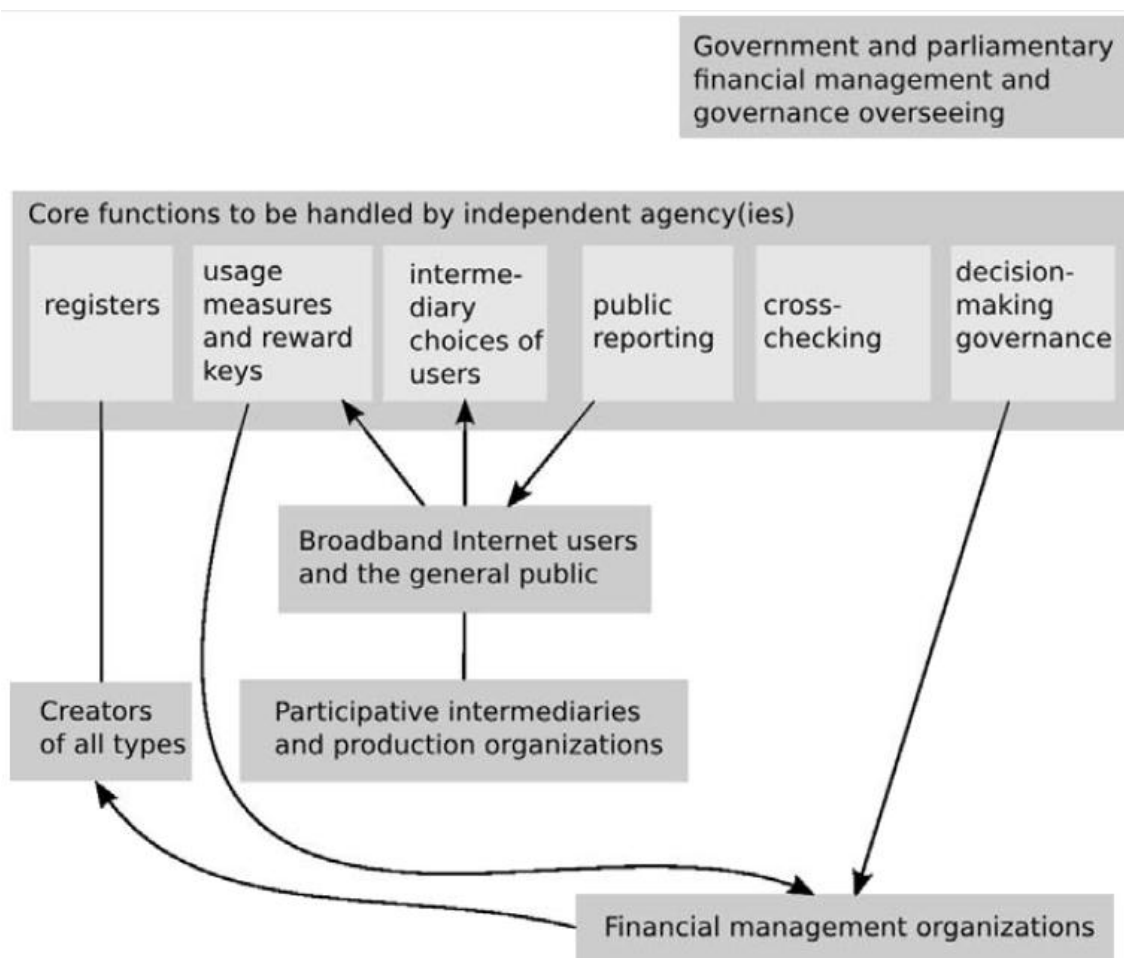 Government and parliamentary
financial management and
governance overseeing
Core functions to be handled by independent agency(ies)
registers
usage
measures
and reward
keys
interme-
diary
choices of
users
public
reporting
cross-
checking
decision-
making
governance
Broadband Internet users
and the general public
Creators
of all types
Participative intermediaries
and production organizations
Financial management organizations